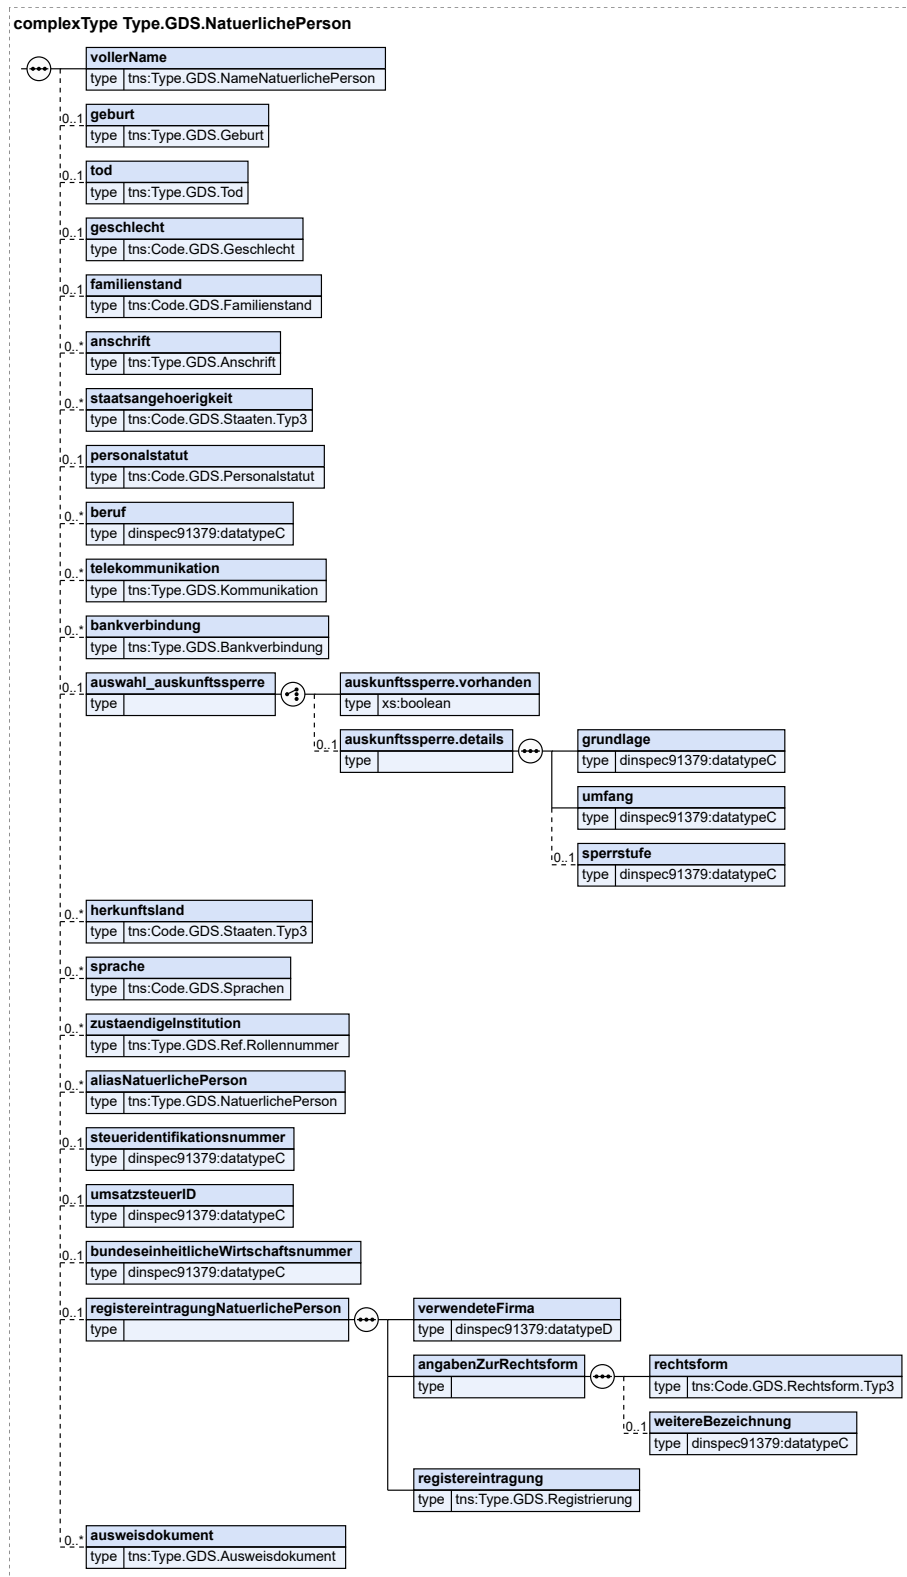 complexType Type.GDS.NatuerlichePerson
vollerName
type tns:Type.GDS.NameNatuerlichePerson
0..1 geburt
type tns:Type.GDS.Geburt
0..1 tod
type tns:Type.GDS.Tod
0..1 geschlecht
type tns:Code.GDS.Geschlecht
0..1 familienstand
type tns:Code.GDS.Familienstand
0..* anschrift
type tns:Type.GDS.Anschrift
0..* staatsangehoerigkeit
type tns:Code.GDS.Staaten.Typ3
0..1 personalstatut
type tns:Code.GDS.Personalstatut
0..* beruf
type dinspec91379:datatypeC
0..* telekommunikation
type tns:Type.GDS.Kommunikation
0..* bankverbindung
type tns:Type.GDS.Bankverbindung
0..1 auswahl_auskunftssperre
type
auskunftssperre.vorhanden
type xs:boolean
0..1 auskunftssperre.details
type
grundlage
type dinspec91379:datatypeC
umfang
type dinspec91379:datatypeC
0..1 sperrstufe
type dinspec91379:datatypeC
0..* herkunftsland
type tns:Code.GDS.Staaten.Typ3
0..* sprache
type tns:Code.GDS.Sprachen
0..* zustaendigeInstitution
type tns:Type.GDS.Ref.Rollennummer
0..* aliasNatuerlichePerson
type tns:Type.GDS.NatuerlichePerson
0..1 steueridentifikationsnummer
type dinspec91379:datatypeC
0..1 umsatzsteuerID
type dinspec91379:datatypeC
0..1 bundeseinheitlicheWirtschaftsnummer
type dinspec91379:datatypeC
0..1 registereintragungNatuerlichePerson
type
verwendeteFirma
type dinspec91379:datatypeD
angabenZurRechtsform
type
rechtsform
type tns:Code.GDS.Rechtsform.Typ3
0..1 weitereBezeichnung
type dinspec91379:datatypeC
registereintragung
type tns:Type.GDS.Registrierung
0..* ausweisdokument
type tns:Type.GDS.Ausweisdokument